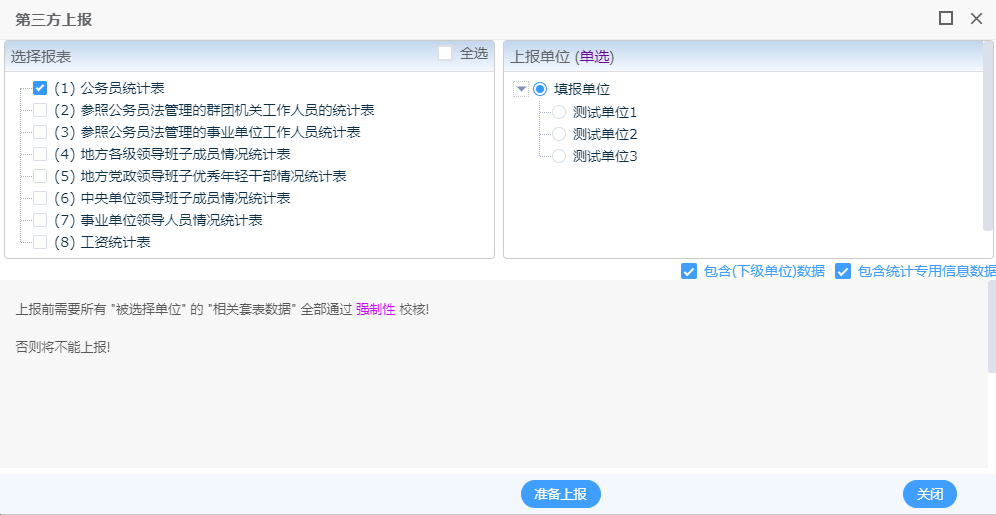 第三方上报
选择报表
全选
(1) 公务员统计表
(2) 参照公务员法管理的群团机关工作人员的统计表
(3) 参照公务员法管理的事业单位工作人员统计表
(4) 地方各级领导班子成员情况统计表
(5) 地方党政领导班子优秀年轻干部情况统计表
(6) 中央单位领导班子成员情况统计表
(7) 事业单位领导人员情况统计表
(8) 工资统计表
上报单位 (单选)
填报单位
测试单位1
测试单位2
测试单位3
包含(下级单位)数据 包含统计专用信息数据
上报前需要所有 "被选择单位" 的 "相关套表数据" 全部通过 强制性 校核!
否则将不能上报!
准备上报 关闭